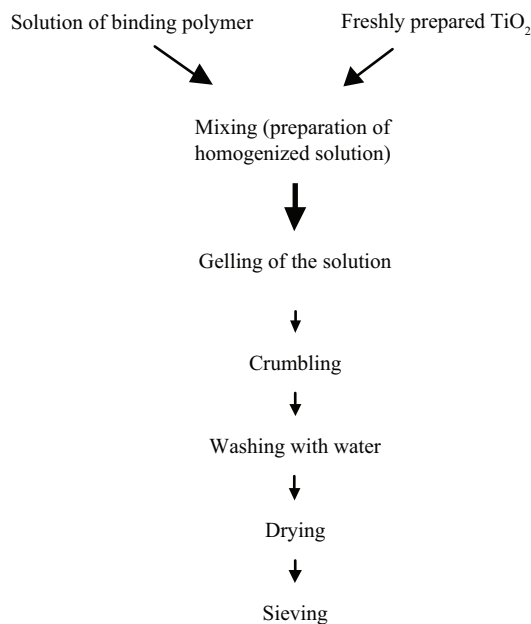 Solution of binding polymer
Freshly prepared TiO₂
Mixing (preparation of
homogenized solution)
Gelling of the solution
Crumbling
Washing with water
Drying
Sieving